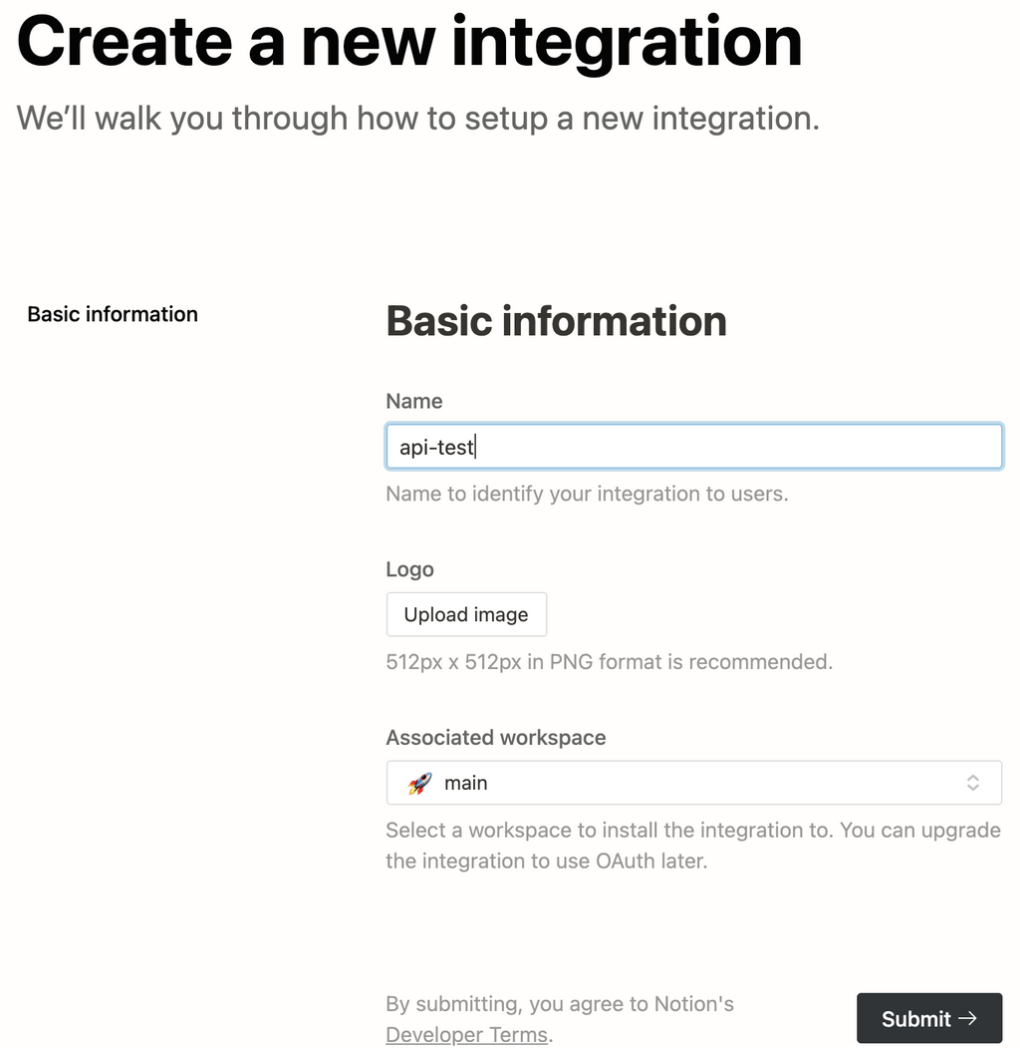 Create a new integration
We’ll walk you through how to setup a new integration.
Basic information
Basic information
Name
api-test
Name to identify your integration to users.
Logo
Upload image
512px x 512px in PNG format is recommended.
Associated workspace
🚀 main
Select a workspace to install the integration to. You can upgrade
the integration to use OAuth later.
By submitting, you agree to Notion's
Developer Terms.
Submit →